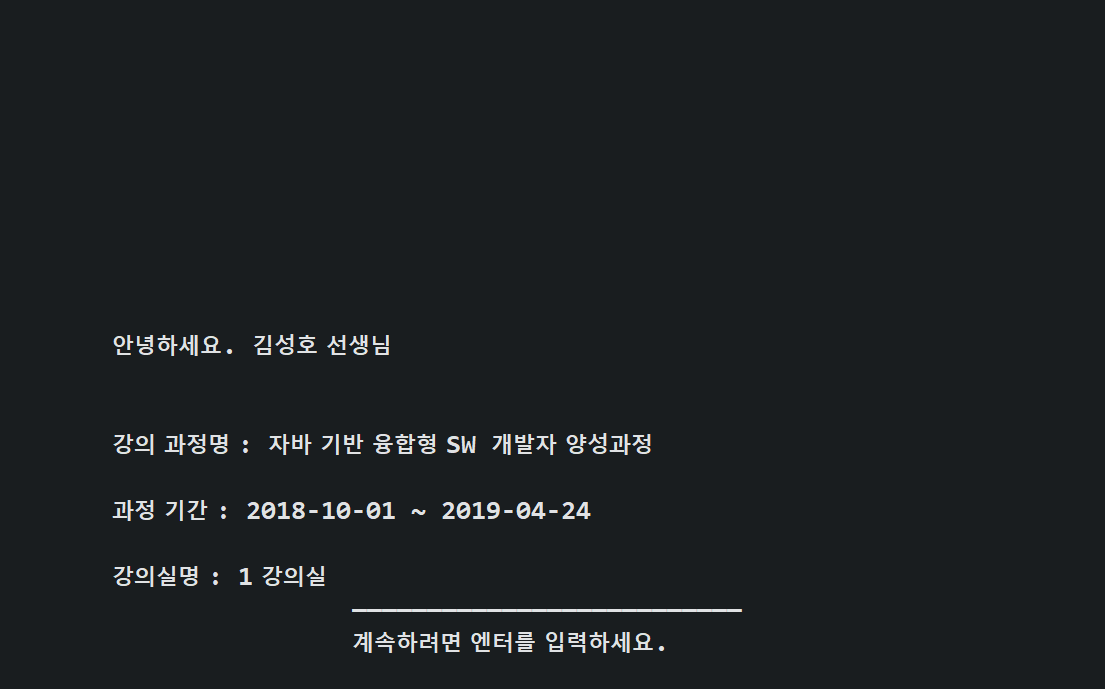 안녕하세요. 김성호 선생님
강의 과정명 : 자바 기반 융합형 SW 개발자 양성과정
과정 기간 : 2018-10-01 ~ 2019-04-24
강의실명 : 1 강의실
계속하려면 엔터를 입력하세요.